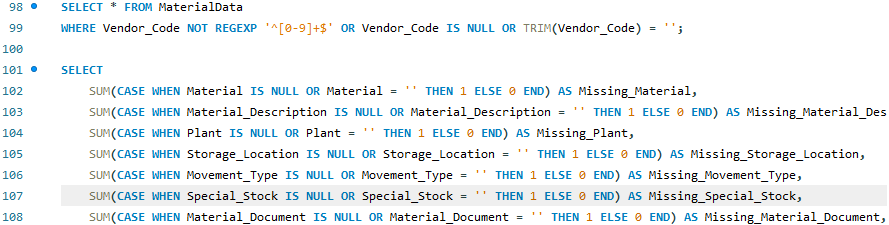 98 SELECT * FROM MaterialData
99 WHERE Vendor_Code NOT REGEXP '^[0-9]+$' OR Vendor_Code IS NULL OR TRIM(Vendor_Code) = '';
100
101 SELECT
102 SUM(CASE WHEN Material IS NULL OR Material = '' THEN 1 ELSE 0 END) AS Missing_Material,
103 SUM(CASE WHEN Material_Description IS NULL OR Material_Description = '' THEN 1 ELSE 0 END) AS Missing_Material_Des
104 SUM(CASE WHEN Plant IS NULL OR Plant = '' THEN 1 ELSE 0 END) AS Missing_Plant,
105 SUM(CASE WHEN Storage_Location IS NULL OR Storage_Location = '' THEN 1 ELSE 0 END) AS Missing_Storage_Location,
106 SUM(CASE WHEN Movement_Type IS NULL OR Movement_Type = '' THEN 1 ELSE 0 END) AS Missing_Movement_Type,
107 SUM(CASE WHEN Special_Stock IS NULL OR Special_Stock = '' THEN 1 ELSE 0 END) AS Missing_Special_Stock,
108 SUM(CASE WHEN Material_Document IS NULL OR Material_Document = '' THEN 1 ELSE 0 END) AS Missing_Material_Document,